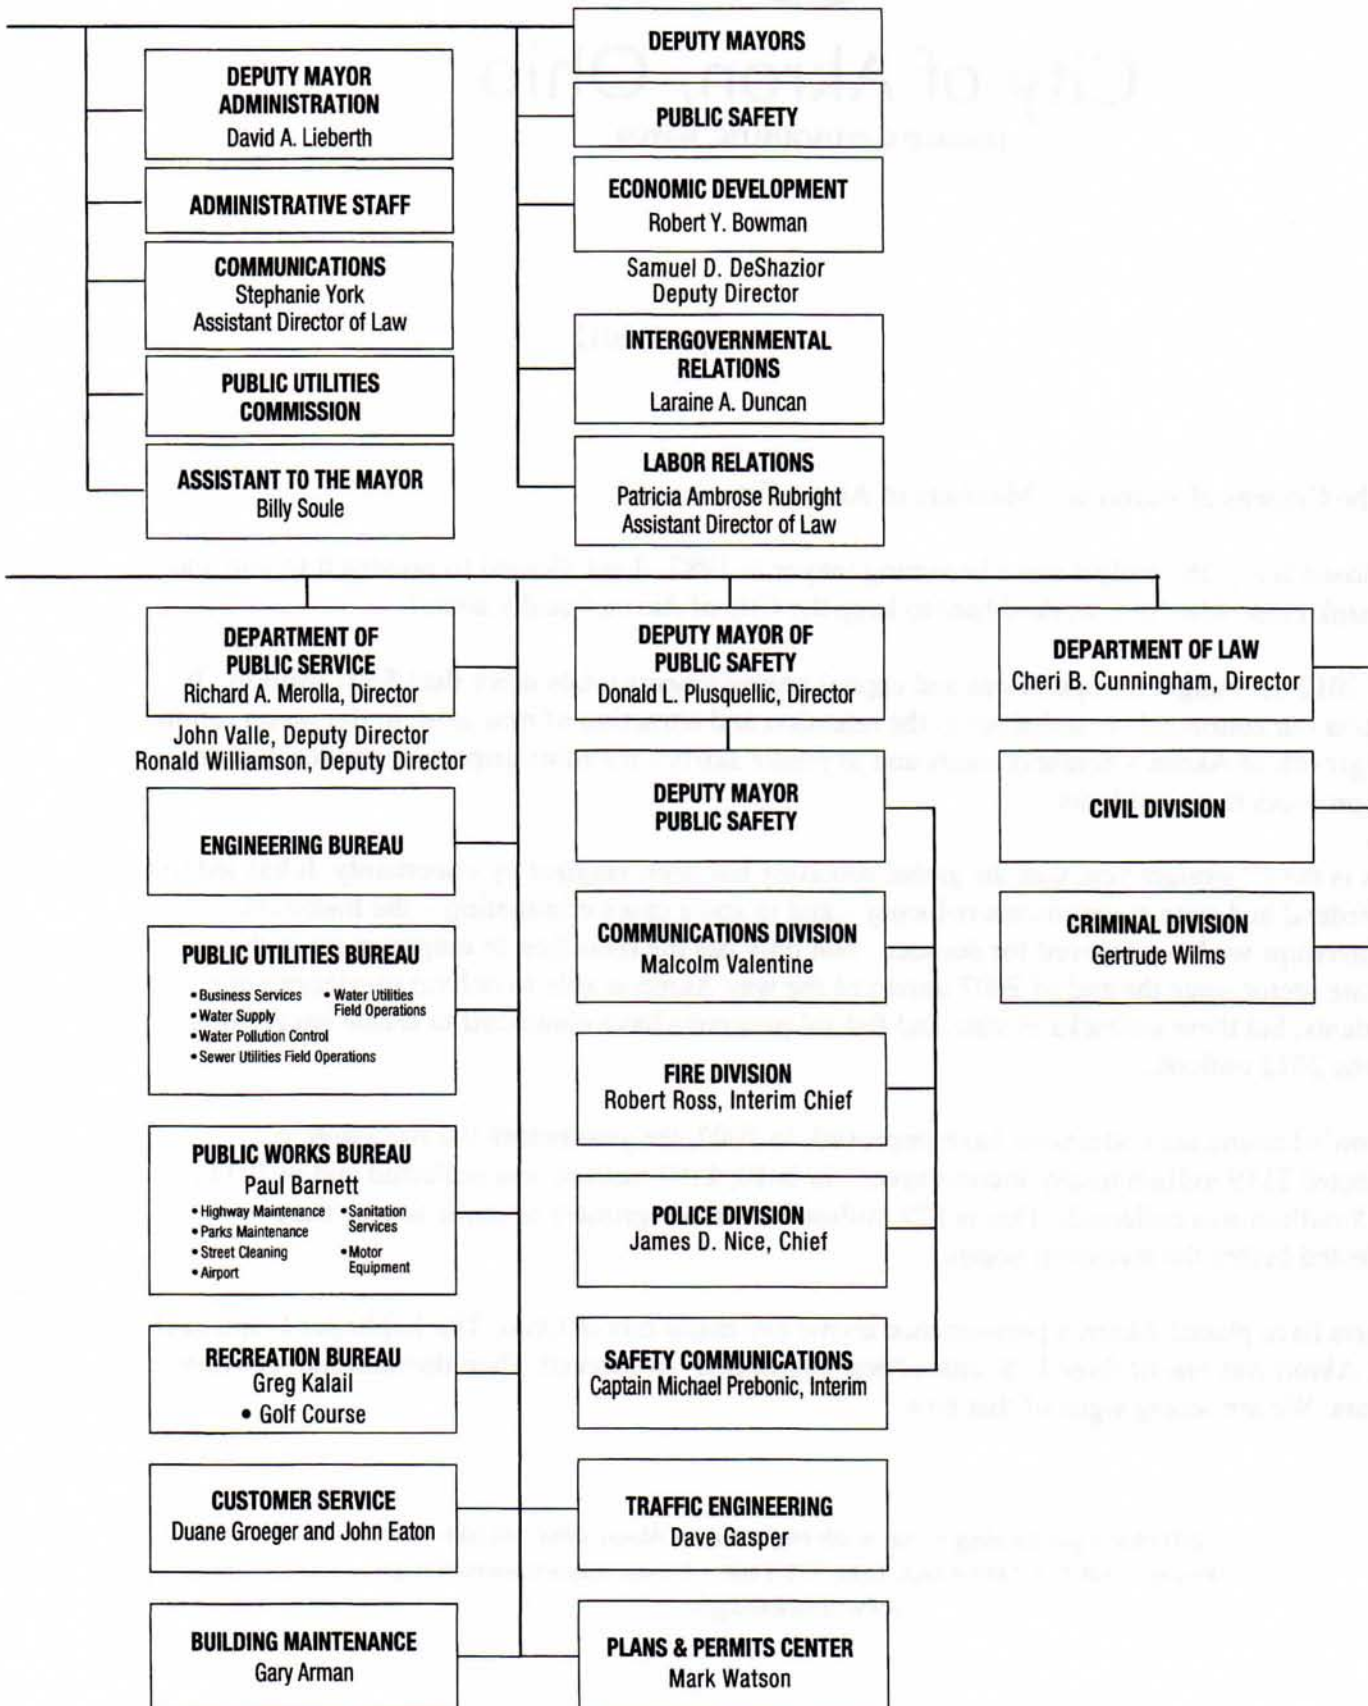 DEPUTY MAYOR
ADMINISTRATION
David A. Lieberth
ADMINISTRATIVE STAFF
COMMUNICATIONS
Stephanie York
Assistant Director of Law
PUBLIC UTILITIES
COMMISSION
ASSISTANT TO THE MAYOR
Billy Soule
DEPUTY MAYORS
PUBLIC SAFETY
ECONOMIC DEVELOPMENT
Robert Y. Bowman
Samuel D. DeShazior
Deputy Director
INTERGOVERNMENTAL
RELATIONS
Laraine A. Duncan
LABOR RELATIONS
Patricia Ambrose Rubright
Assistant Director of Law
DEPARTMENT OF
PUBLIC SERVICE
Richard A. Merolla, Director
John Valle, Deputy Director
Ronald Williamson, Deputy Director
ENGINEERING BUREAU
PUBLIC UTILITIES BUREAU
• Business Services
• Water Supply
• Water Pollution Control
• Sewer Utilities Field Operations
• Water Utilities
Field Operations
PUBLIC WORKS BUREAU
Paul Barnett
• Highway Maintenance
• Parks Maintenance
• Street Cleaning
• Airport
• Sanitation
Services
• Motor
Equipment
RECREATION BUREAU
Greg Kalail
• Golf Course
CUSTOMER SERVICE
Duane Groeger and John Eaton
BUILDING MAINTENANCE
Gary Arman
DEPUTY MAYOR OF
PUBLIC SAFETY
Donald L. Plusquellic, Director
DEPUTY MAYOR
PUBLIC SAFETY
COMMUNICATIONS DIVISION
Malcolm Valentine
FIRE DIVISION
Robert Ross, Interim Chief
POLICE DIVISION
James D. Nice, Chief
SAFETY COMMUNICATIONS
Captain Michael Prebonic, Interim
TRAFFIC ENGINEERING
Dave Gasper
PLANS & PERMITS CENTER
Mark Watson
DEPARTMENT OF LAW
Cheri B. Cunningham, Director
CIVIL DIVISION
CRIMINAL DIVISION
Gertrude Wilms